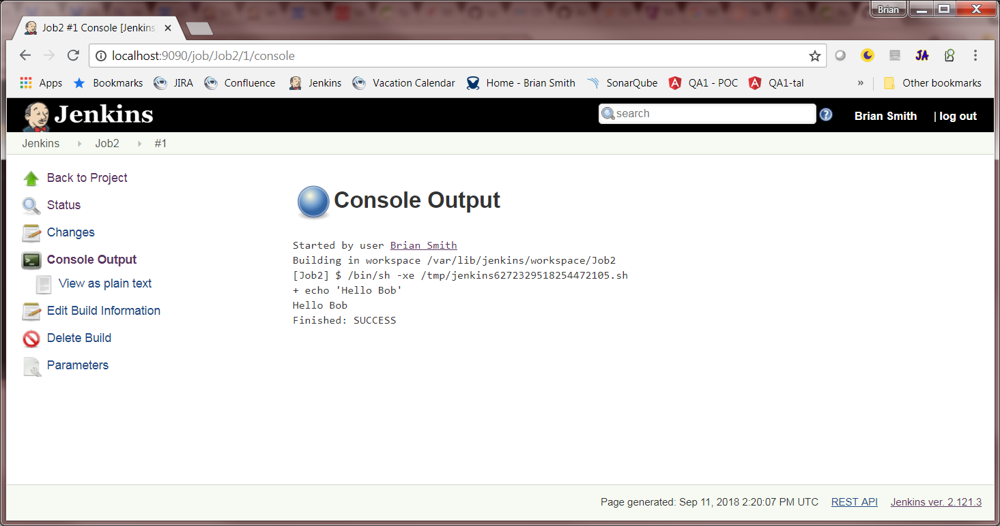 Brian
Job2 #1 Console [Jenkins
localhost:9090/job/Job2/1/console
JA
Apps Bookmarks JIRA Confluence Jenkins Vacation Calendar Home - Brian Smith SonarQube QA1 - POC QA1-tal » Other bookmarks
Jenkins search ? Brian Smith | log out
Jenkins Job2 #1
Back to Project
Status
Changes
Console Output
View as plain text
Edit Build Information
Delete Build
Parameters
Console Output
Started by user Brian Smith
Building in workspace /var/lib/jenkins/workspace/Job2
[Job2] $ /bin/sh -xe /tmp/jenkins6272329518254472105.sh
+ echo 'Hello Bob'
Hello Bob
Finished: SUCCESS
Page generated: Sep 11, 2018 2:20:07 PM UTC REST API Jenkins ver. 2.121.3